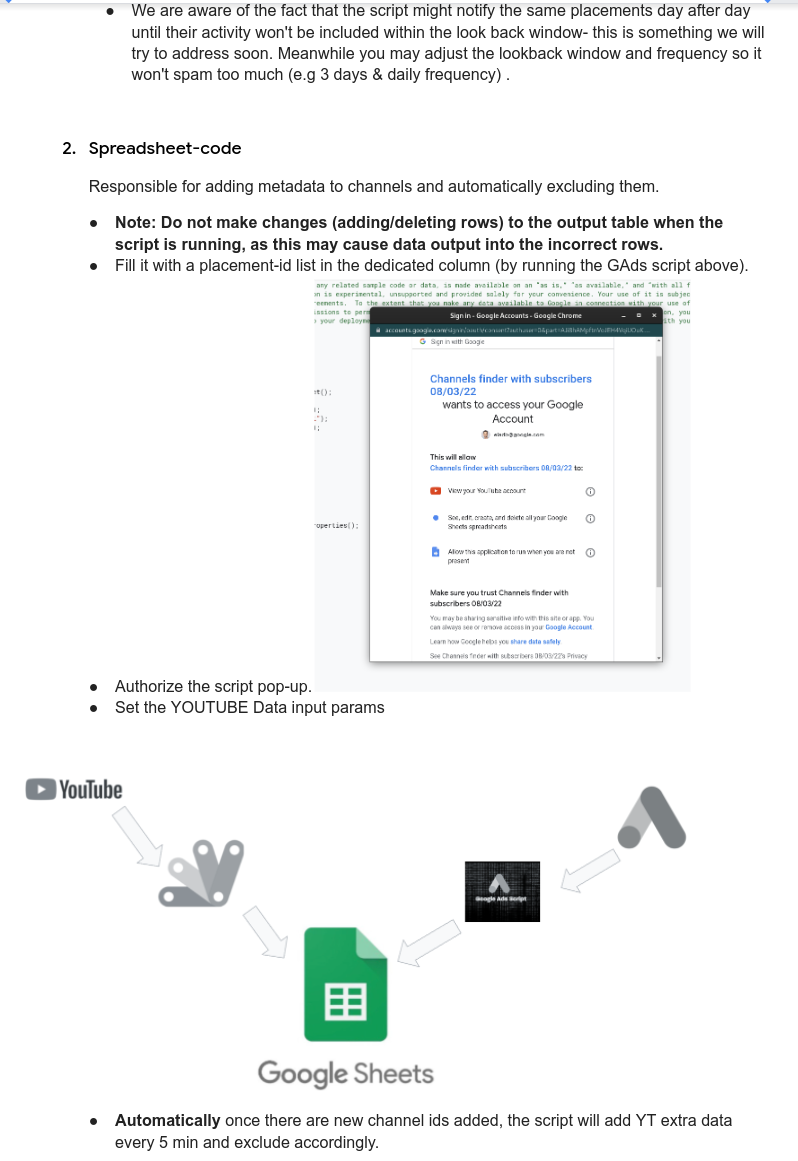 ● We are aware of the fact that the script might notify the same placements day after day
until their activity won't be included within the look back window- this is something we will
try to address soon. Meanwhile you may adjust the lookback window and frequency so it
won't spam too much (e.g 3 days & daily frequency) .
2. Spreadsheet-code
Responsible for adding metadata to channels and automatically excluding them.
● Note: Do not make changes (adding/deleting rows) to the output table when the
script is running, as this may cause data output into the incorrect rows.
● Fill it with a placement-id list in the dedicated column (by running the GAds script above).
any related sample code or data, is made available on an "as is," "as available," and "with all f
on is experimental, unsupported and provided solely for your convenience. Your use of it is subjec
reements. To the extent that you make any data available to Google in connection with your use of
issions to perm
on, you
your deployme
ith you
Sign in - Google Accounts - Google Chrome
accounts.google.com/signin/oauth/
G Sign in with Google
Channels finder with subscribers
08/03/22
wants to access your Google
Account
@google.com
This will allow
Channels finder with subscribers 08/03/22 to:
View your YouTube account
See, edit, create, and delete all your Google
Sheets spreadsheets
Allow this application to run when you are not
present
Make sure you trust Channels finder with
subscribers 08/03/22
You may be sharing sensitive info with this site or app. You
can always see or remove access in your Google Account.
Learn how Google helps you share data safely.
See Channels finder with subscribers 08/03/22's Privacy
et();
);
");
);
operties();
● Authorize the script pop-up.
● Set the YOUTUBE Data input params
YouTube
Google Ads Script
Google Sheets
● Automatically once there are new channel ids added, the script will add YT extra data
every 5 min and exclude accordingly.